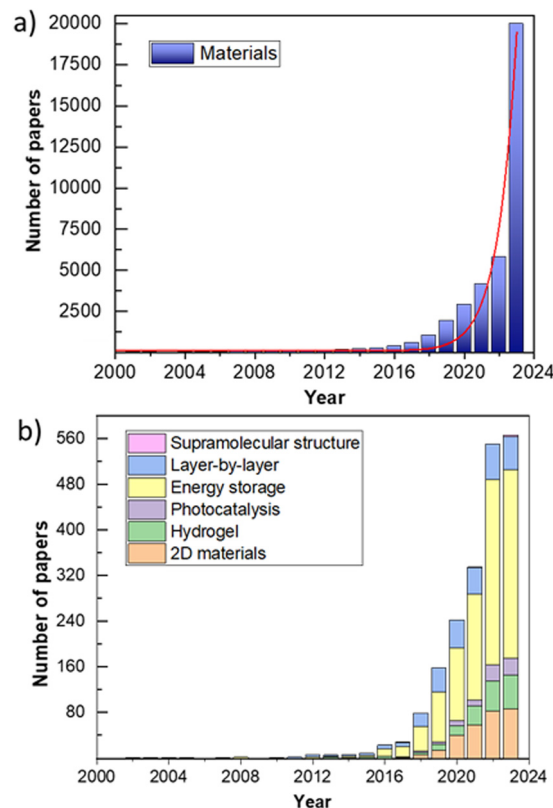 a)
20000
17500
15000
12500
10000
7500
5000
2500
Number of papers
Materials
2000 2004 2008 2012 2016 2020 2024
Year
b)
560
480
400
320
240
160
80
Number of papers
Supramolecular structure
Layer-by-layer
Energy storage
Photocatalysis
Hydrogel
2D materials
2000 2004 2008 2012 2016 2020 2024
Year